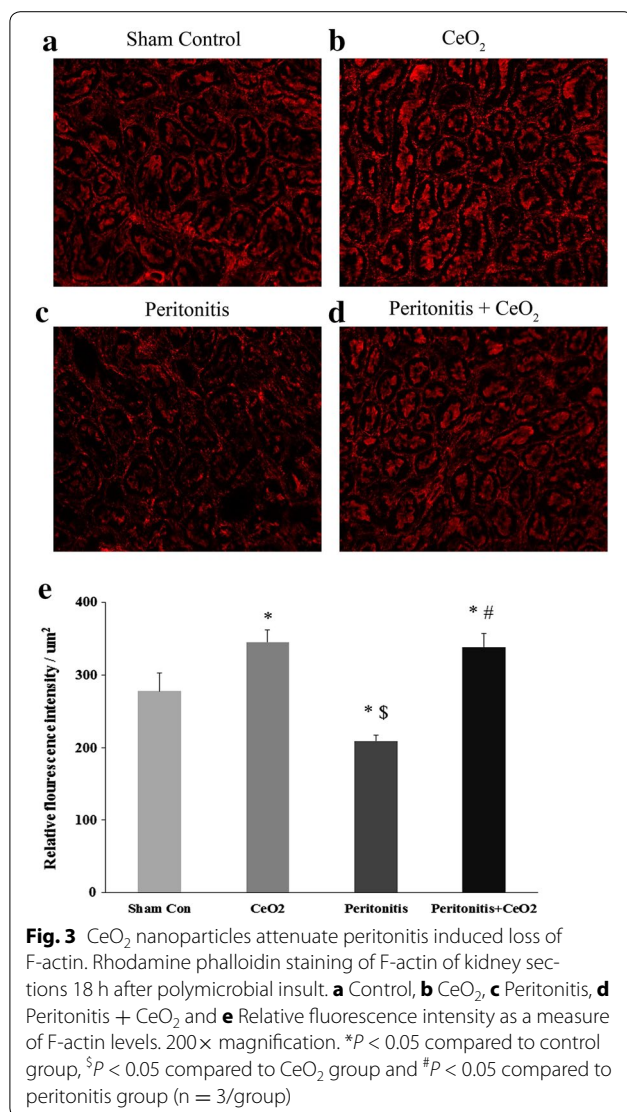 a Sham Control
b CeO₂
c Peritonitis
d Peritonitis + CeO₂
e
Relative flourescence intensity / um²
400
300
200
100
0
*
* $
* #
Sham Con CeO2 Peritonitis Peritonitis+CeO2
Fig. 3 CeO₂ nanoparticles attenuate peritonitis induced loss of
F-actin. Rhodamine phalloidin staining of F-actin of kidney sec-
tions 18 h after polymicrobial insult. a Control, b CeO₂, c Peritonitis, d
Peritonitis + CeO₂ and e Relative fluorescence intensity as a measure
of F-actin levels. 200× magnification. *P < 0.05 compared to control
group, $P < 0.05 compared to CeO₂ group and #P < 0.05 compared to
peritonitis group (n = 3/group)